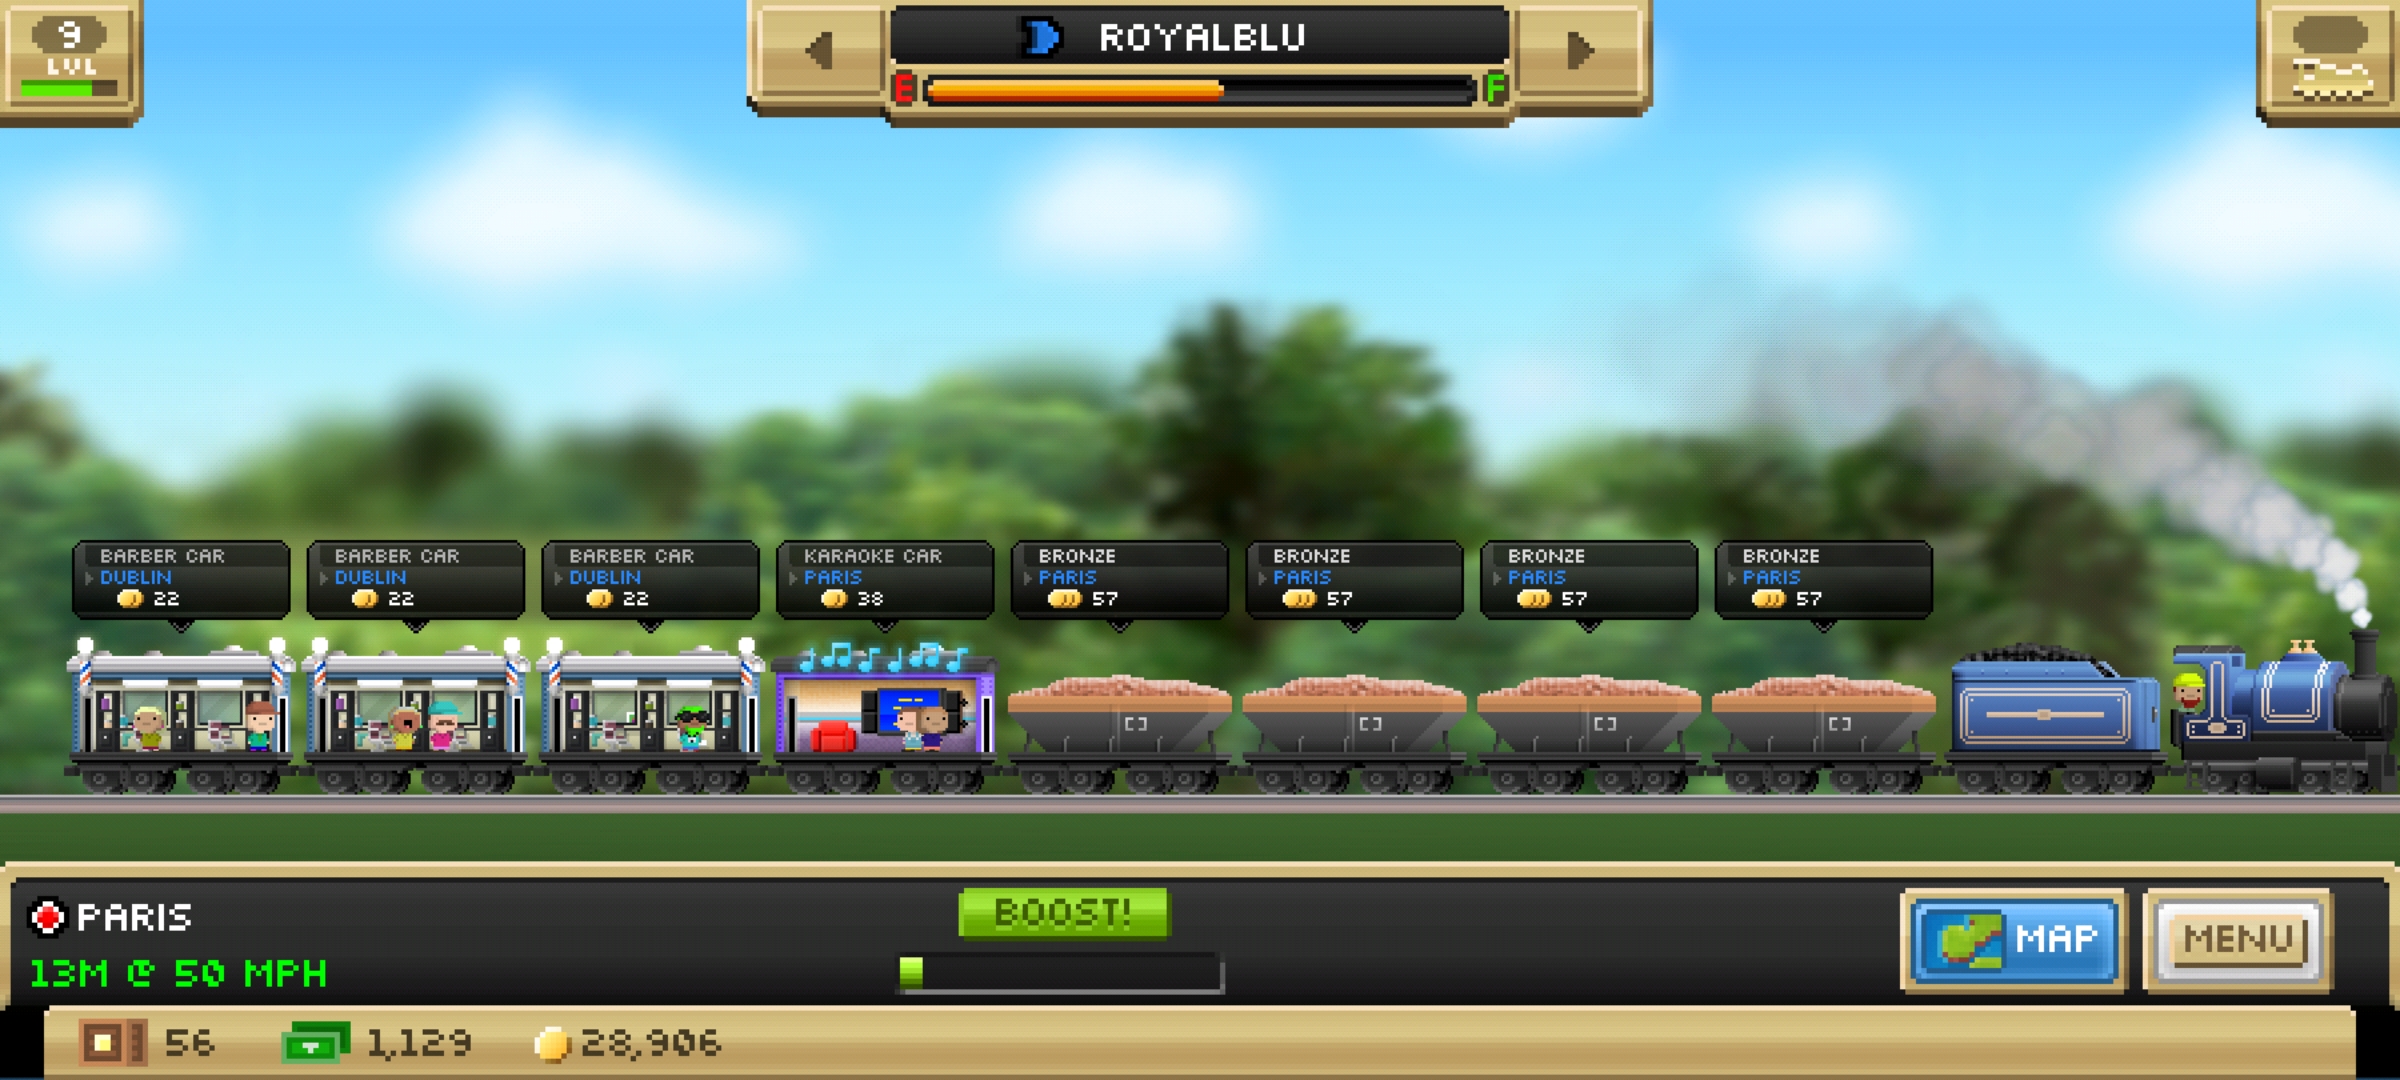 9
LVL
ROYALBLU
E
F
BARBER CAR
DUBLIN
22
BARBER CAR
DUBLIN
22
BARBER CAR
DUBLIN
22
KARAOKE CAR
PARIS
38
BRONZE
PARIS
57
BRONZE
PARIS
57
BRONZE
PARIS
57
BRONZE
PARIS
57
PARIS
13M @ 50 MPH
BOOST!
MAP
MENU
56
1,129
28,906